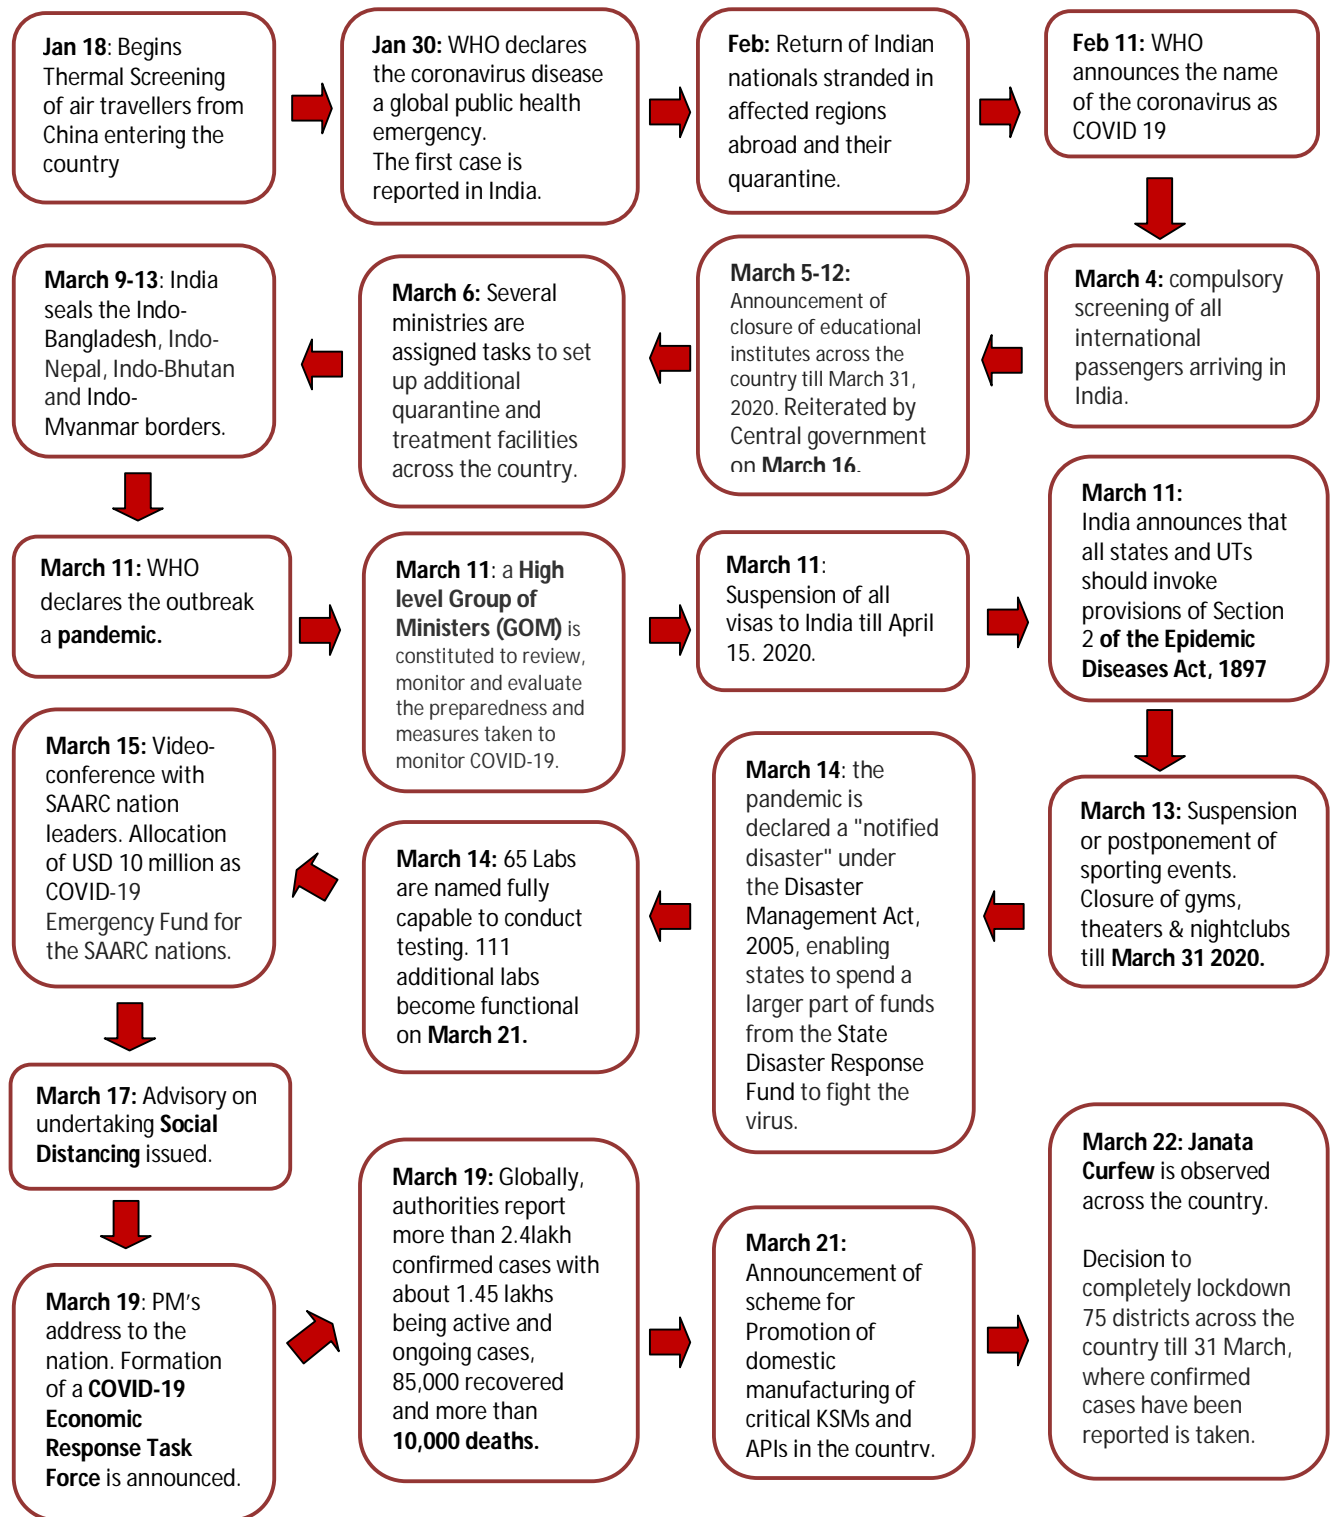 Jan 18: Begins
Thermal Screening
of air travellers from
China entering the
country
Jan 30: WHO declares
the coronavirus disease
a global public health
emergency.
The first case is
reported in India.
Feb: Return of Indian
nationals stranded in
affected regions
abroad and their
quarantine.
Feb 11: WHO
announces the name
of the coronavirus as
COVID 19
March 4: compulsory
screening of all
international
passengers arriving in
India.
March 5-12:
Announcement of
closure of educational
institutes across the
country till March 31,
2020. Reiterated by
Central government
on March 16.
March 6: Several
ministries are
assigned tasks to set
up additional
quarantine and
treatment facilities
across the country.
March 9-13: India
seals the Indo-
Bangladesh, Indo-
Nepal, Indo-Bhutan
and Indo-
Myanmar borders.
March 11: WHO
declares the outbreak
a pandemic.
March 11: a High
level Group of
Ministers (GOM) is
constituted to review,
monitor and evaluate
the preparedness and
measures taken to
monitor COVID-19.
March 11:
Suspension of all
visas to India till April
15. 2020.
March 11:
India announces that
all states and UTs
should invoke
provisions of Section
2 of the Epidemic
Diseases Act, 1897
March 13: Suspension
or postponement of
sporting events.
Closure of gyms,
theaters & nightclubs
till March 31 2020.
March 14: the
pandemic is
declared a "notified
disaster" under
the Disaster
Management Act,
2005, enabling
states to spend a
larger part of funds
from the State
Disaster Response
Fund to fight the
virus.
March 14: 65 Labs
are named fully
capable to conduct
testing. 111
additional labs
become functional
on March 21.
March 15: Video-
conference with
SAARC nation
leaders. Allocation
of USD 10 million as
COVID-19
Emergency Fund for
the SAARC nations.
March 17: Advisory on
undertaking Social
Distancing issued.
March 19: PM's
address to the
nation. Formation
of a COVID-19
Economic
Response Task
Force is announced.
March 19: Globally,
authorities report
more than 2.4lakh
confirmed cases with
about 1.45 lakhs
being active and
ongoing cases,
85,000 recovered
and more than
10,000 deaths.
March 21:
Announcement of
scheme for
Promotion of
domestic
manufacturing of
critical KSMs and
APIs in the country.
March 22: Janata
Curfew is observed
across the country.
Decision to
completely lockdown
75 districts across the
country till 31 March,
where confirmed
cases have been
reported is taken.